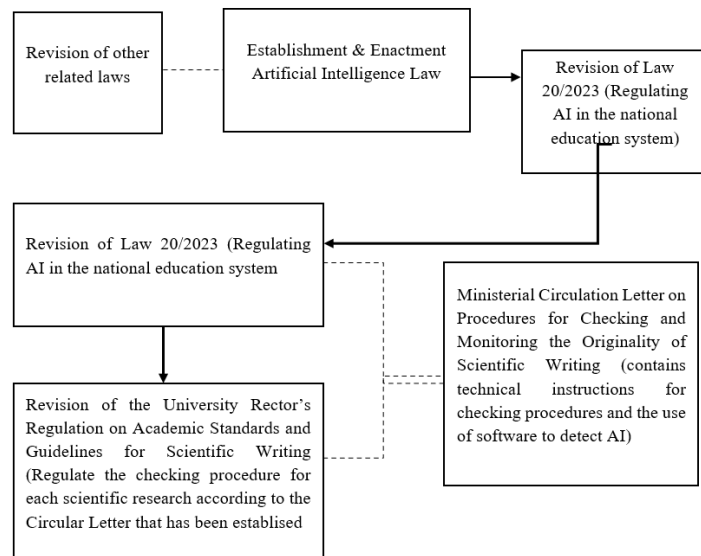 Revision of other
related laws
Establishment & Enactment
Artificial Intelligence Law
Revision of Law
20/2023 (Regulating
AI in the national
education system)
Revision of Law 20/2023 (Regulating
AI in the national education system
Ministerial Circulation Letter on
Procedures for Checking and
Monitoring the Originality of
Scientific Writing (contains
technical instructions for
checking procedures and the use
of software to detect AI)
Revision of the University Rector's
Regulation on Academic Standards and
Guidelines for Scientific Writing
(Regulate the checking procedure for
each scientific research according to the
Circular Letter that has been establised